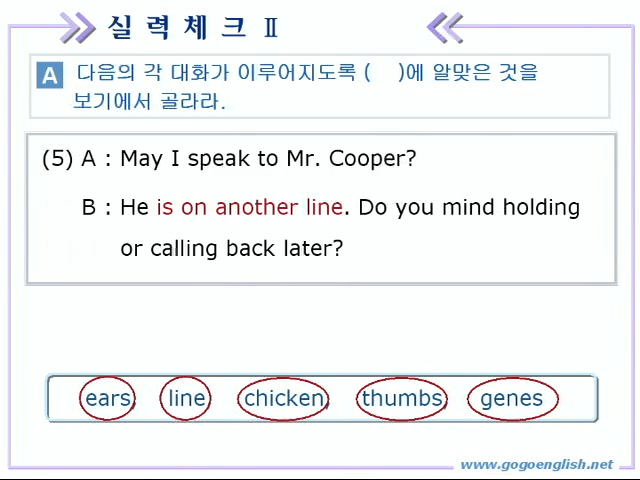 실 력 체 크 Ⅱ
A 다음의 각 대화가 이루어지도록 (    )에 알맞은 것을
보기에서 골라라.
(5) A : May I speak to Mr. Cooper?
B : He is on another line. Do you mind holding
or calling back later?
ears, line chicken, thumbs, genes
www.gogoenglish.net